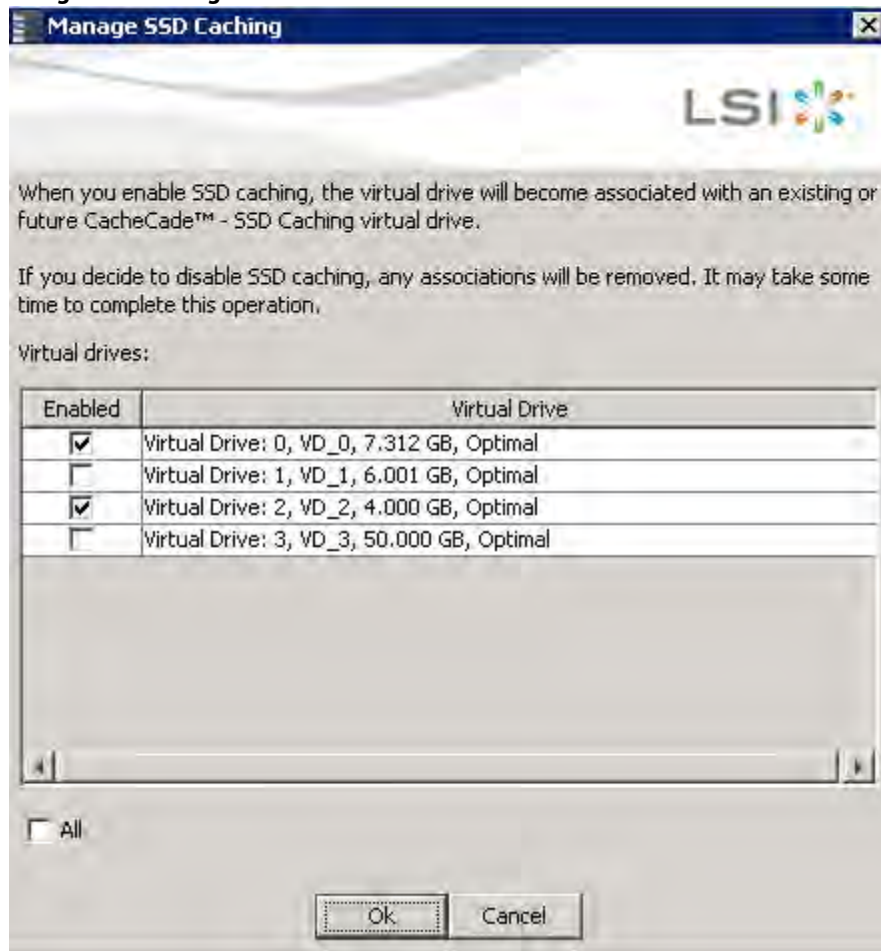 Manage SSD Caching
LSI
When you enable SSD caching, the virtual drive will become associated with an existing or
future CacheCade™ - SSD Caching virtual drive.
If you decide to disable SSD caching, any associations will be removed. It may take some
time to complete this operation.
Virtual drives:
Enabled Virtual Drive
Virtual Drive: 0, VD_0, 7.312 GB, Optimal
Virtual Drive: 1, VD_1, 6.001 GB, Optimal
Virtual Drive: 2, VD_2, 4.000 GB, Optimal
Virtual Drive: 3, VD_3, 50.000 GB, Optimal
All
Ok Cancel